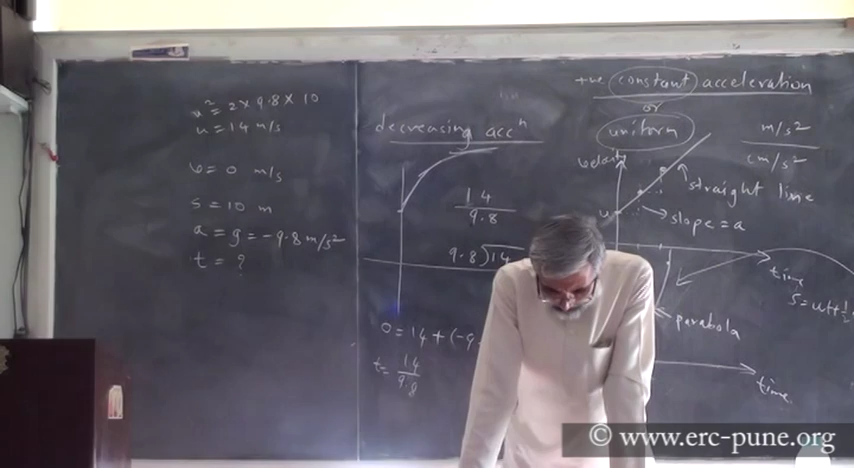 u² = 2 × 9.8 × 10
u = 14 m/s
v = 0 m/s
s = 10 m
a = g = -9.8 m/s²
t = ?
decreasing accⁿ
14
9.8
9.8)14
0 = 14 + (-9
t = 14
9.8
+ve constant acceleration
or
uniform
m/s²
cm/s²
velocity
straight line
u
slope = a
time
s = ut + ½
parabola
time
© www.erc-pune.org